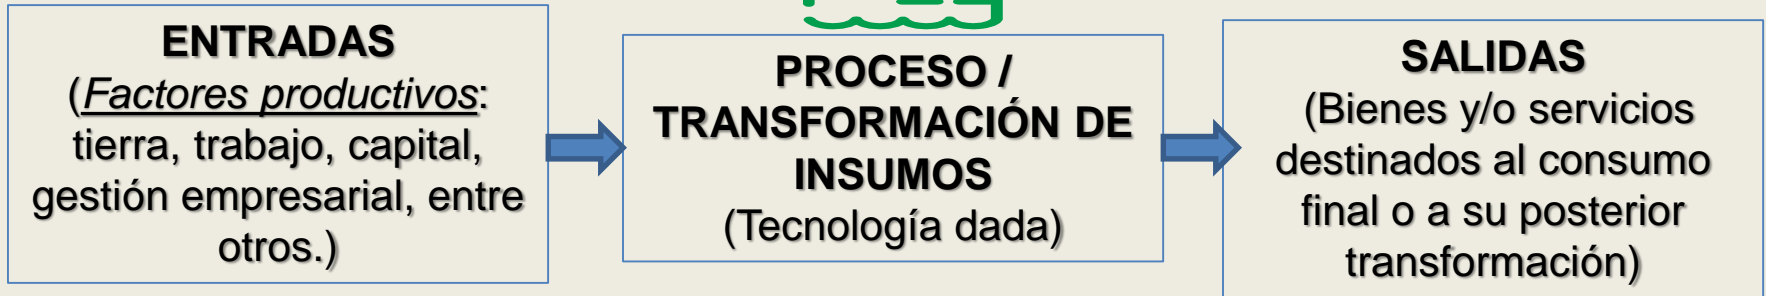 ENTRADAS
(Factores productivos:
tierra, trabajo, capital,
gestión empresarial, entre
otros.)
PROCESO /
TRANSFORMACIÓN DE
INSUMOS
(Tecnología dada)
SALIDAS
(Bienes y/o servicios
destinados al consumo
final o a su posterior
transformación)